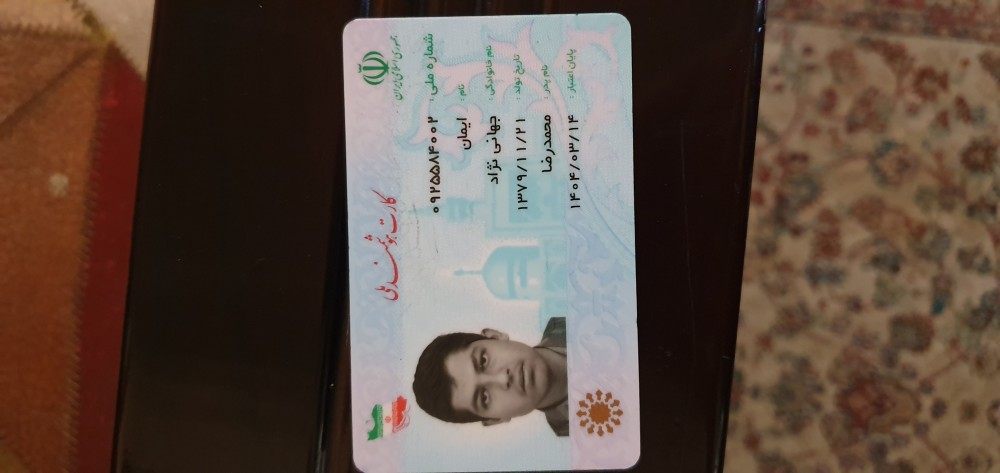 جمهوری اسلامی ایران
کارت هوشمند ملی
شماره ملی: ۰۹۲۵۵۸۴۰۰۲
نام: ایمان
نام خانوادگی: جهانی نژاد
تاریخ تولد: ۱۳۷۹/۱۱/۲۱
نام پدر: محمدرضا
پایان اعتبار: ۱۴۰۴/۰۳/۱۴